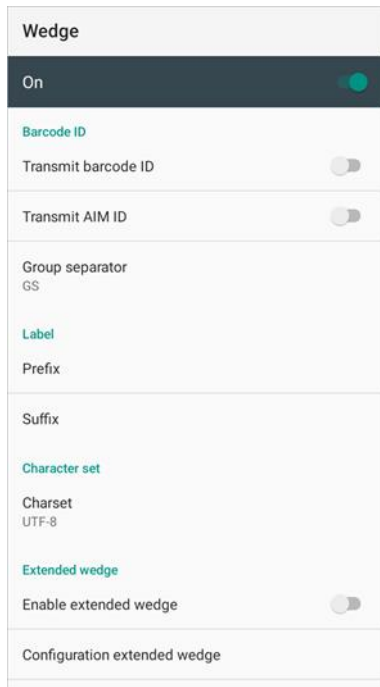 Wedge
On
Barcode ID
Transmit barcode ID
Transmit AIM ID
Group separator
GS
Label
Prefix
Suffix
Character set
Charset
UTF-8
Extended wedge
Enable extended wedge
Configuration extended wedge